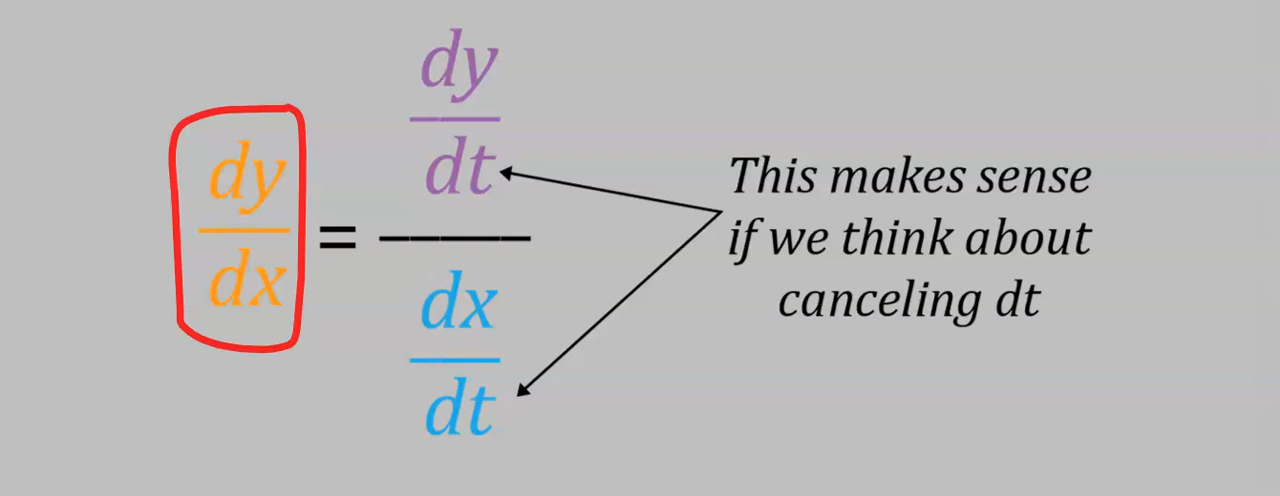 dy/dx = (dy/dt)/(dx/dt)
This makes sense
if we think about
canceling dt